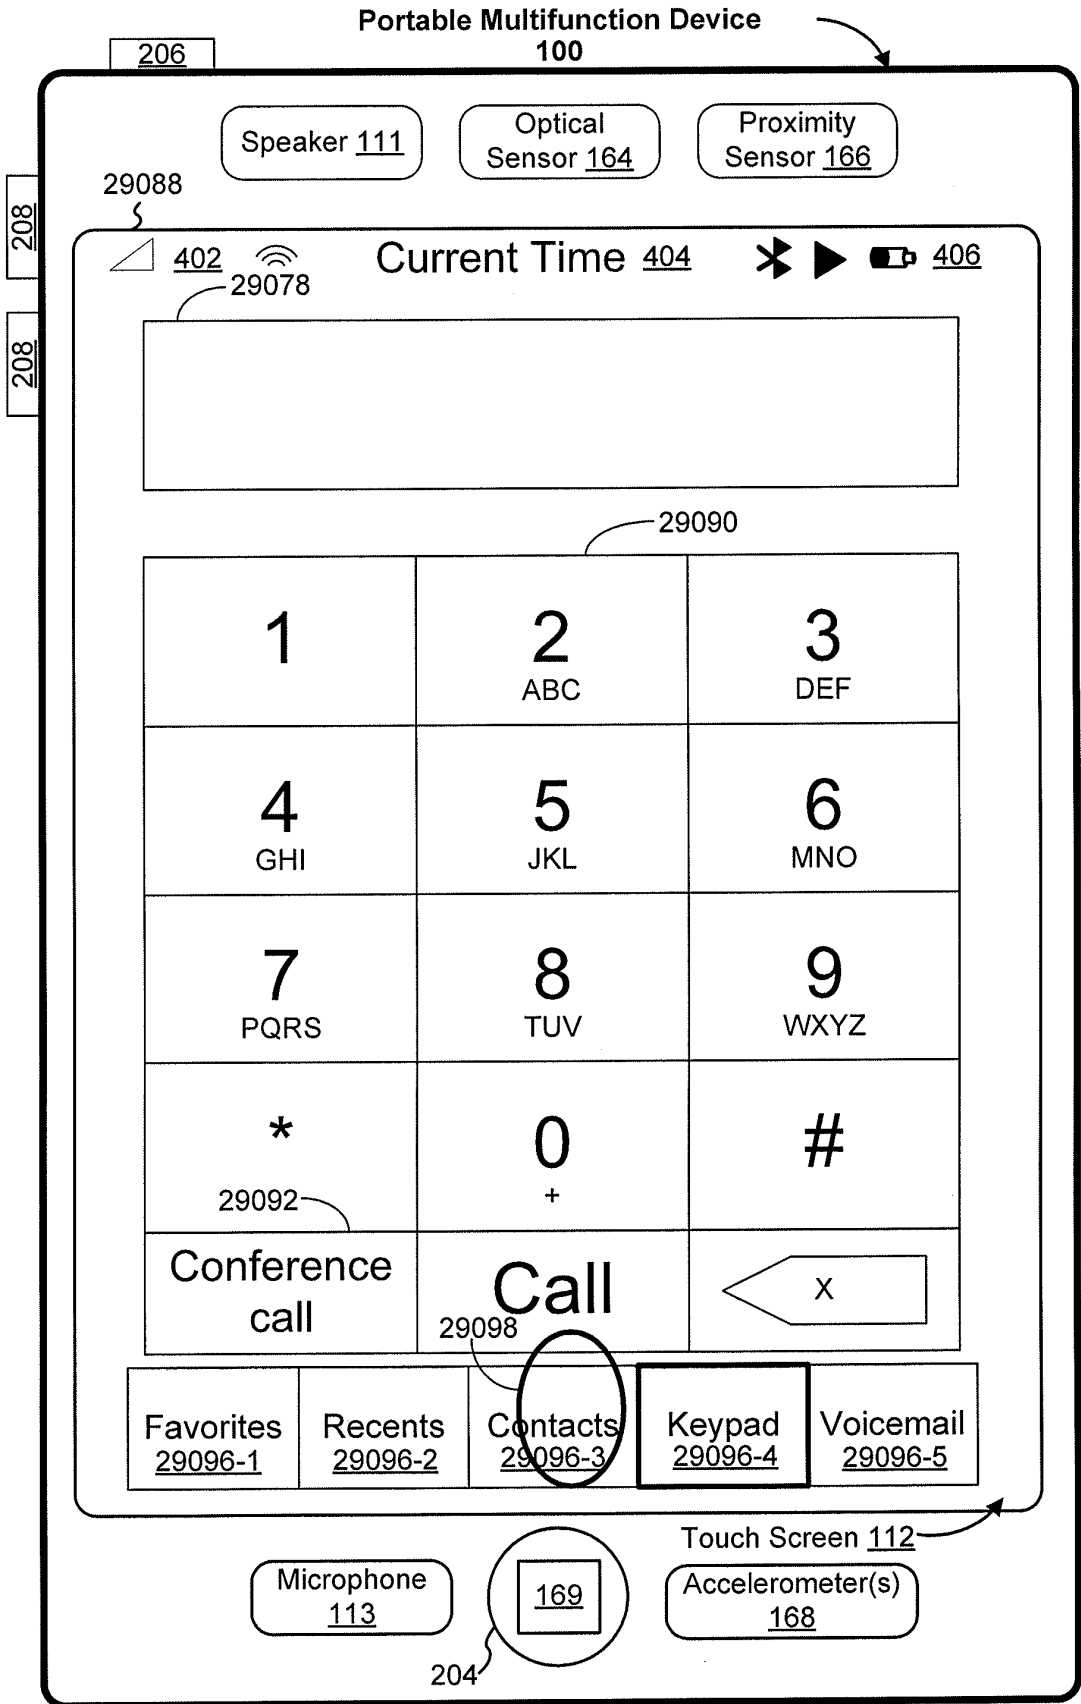 Portable Multifunction Device
100
206
Speaker 111
Optical
Sensor 164
Proximity
Sensor 166
208
208
29088
402
Current Time 404
406
29078
29090
1
2
ABC
3
DEF
4
GHI
5
JKL
6
MNO
7
PQRS
8
TUV
9
WXYZ
*
0
+
#
29092
Conference
call
Call
X
29098
Favorites
29096-1
Recents
29096-2
Contacts
29096-3
Keypad
29096-4
Voicemail
29096-5
Touch Screen 112
Microphone
113
169
Accelerometer(s)
168
204